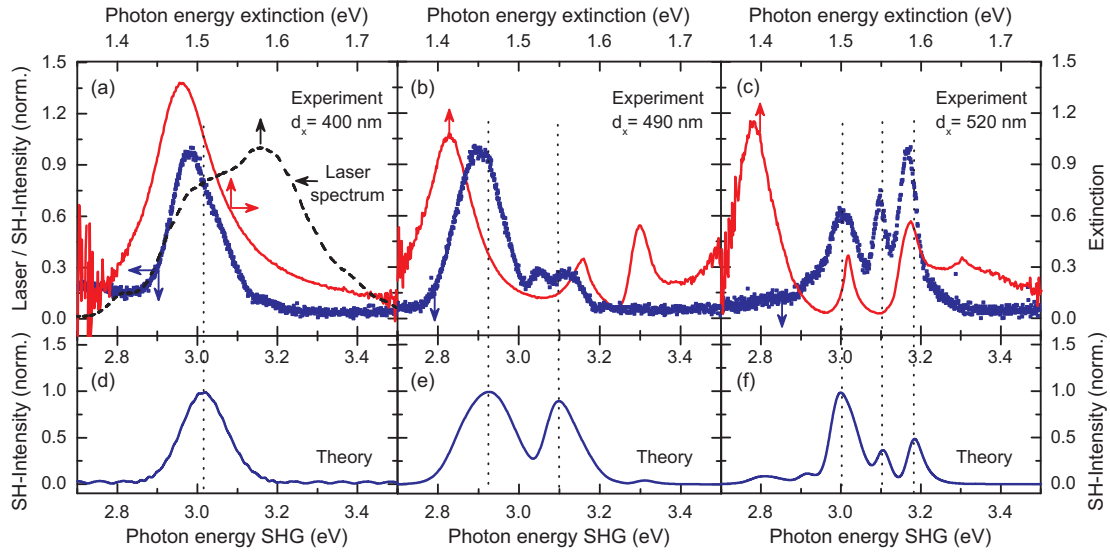 Photon energy extinction (eV) Photon energy extinction (eV) Photon energy extinction (eV)
1.4 1.5 1.6 1.7 1.4 1.5 1.6 1.7 1.4 1.5 1.6 1.7
Laser / SH-Intensity (norm.)
1.5
1.2
0.9
0.6
0.3
0.0
(a)
Experiment
dx= 400 nm
Laser
spectrum
(b)
Experiment
dx= 490 nm
(c)
Experiment
dx= 520 nm
1.5
1.2
0.9
0.6
0.3
0.0
Extinction
2.8 3.0 3.2 3.4 2.8 3.0 3.2 3.4 2.8 3.0 3.2 3.4
SH-Intensity (norm.)
1.5
1.0
0.5
0.0
(d)
Theory
(e)
Theory
(f)
Theory
1.5
1.0
0.5
0.0
SH-Intensity (norm.)
2.8 3.0 3.2 3.4 2.8 3.0 3.2 3.4 2.8 3.0 3.2 3.4
Photon energy SHG (eV) Photon energy SHG (eV) Photon energy SHG (eV)